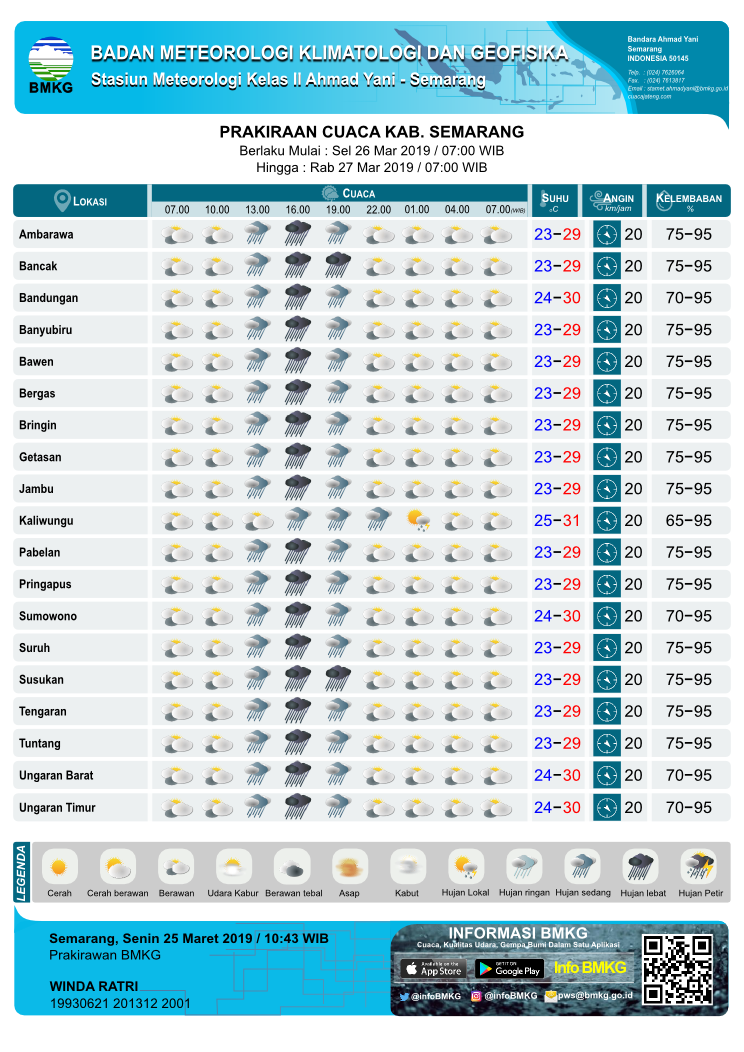 BMKG
BADAN METEOROLOGI KLIMATOLOGI DAN GEOFISIKA
Stasiun Meteorologi Kelas II Ahmad Yani - Semarang
Bandara Ahmad Yani
Semarang
INDONESIA 50145
Telp. : (024) 7626064
Fax. : (024) 7613817
Email : stamet.ahmadyani@bmkg.go.id
cuacajateng.com
PRAKIRAAN CUACA KAB. SEMARANG
Berlaku Mulai : Sel 26 Mar 2019 / 07:00 WIB
Hingga : Rab 27 Mar 2019 / 07:00 WIB
LOKASI CUACA SUHU °C ANGIN km/jam KELEMBABAN %
07.00 10.00 13.00 16.00 19.00 22.00 01.00 04.00 07.00(WIB)
Ambarawa 23-29 20 75-95
Bancak 23-29 20 75-95
Bandungan 24-30 20 70-95
Banyubiru 23-29 20 75-95
Bawen 23-29 20 75-95
Bergas 23-29 20 75-95
Bringin 23-29 20 75-95
Getasan 23-29 20 75-95
Jambu 23-29 20 75-95
Kaliwungu 25-31 20 65-95
Pabelan 23-29 20 75-95
Pringapus 23-29 20 75-95
Sumowono 24-30 20 70-95
Suruh 23-29 20 75-95
Susukan 23-29 20 75-95
Tengaran 23-29 20 75-95
Tuntang 23-29 20 75-95
Ungaran Barat 24-30 20 70-95
Ungaran Timur 24-30 20 70-95
LEGENDA
Cerah Cerah berawan Berawan Udara Kabur Berawan tebal Asap Kabut Hujan Lokal Hujan ringan Hujan sedang Hujan lebat Hujan Petir
Semarang, Senin 25 Maret 2019 / 10:43 WIB
Prakirawan BMKG
WINDA RATRI
19930621 201312 2001
INFORMASI BMKG
Cuaca, Kualitas Udara, Gempa Bumi Dalam Satu Aplikasi
Available on the App Store
GET IT ON Google Play
Info BMKG
@infoBMKG @infoBMKG pws@bmkg.go.id